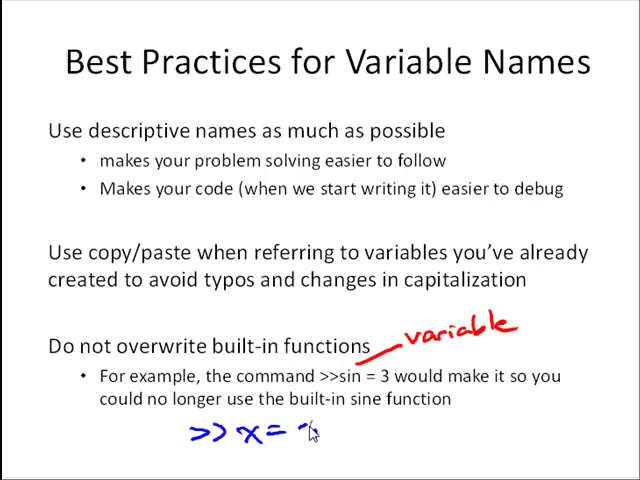 Best Practices for Variable Names
Use descriptive names as much as possible
• makes your problem solving easier to follow
• Makes your code (when we start writing it) easier to debug
Use copy/paste when referring to variables you've already
created to avoid typos and changes in capitalization
variable
Do not overwrite built-in functions
• For example, the command >>sin = 3 would make it so you
could no longer use the built-in sine function
>> x =